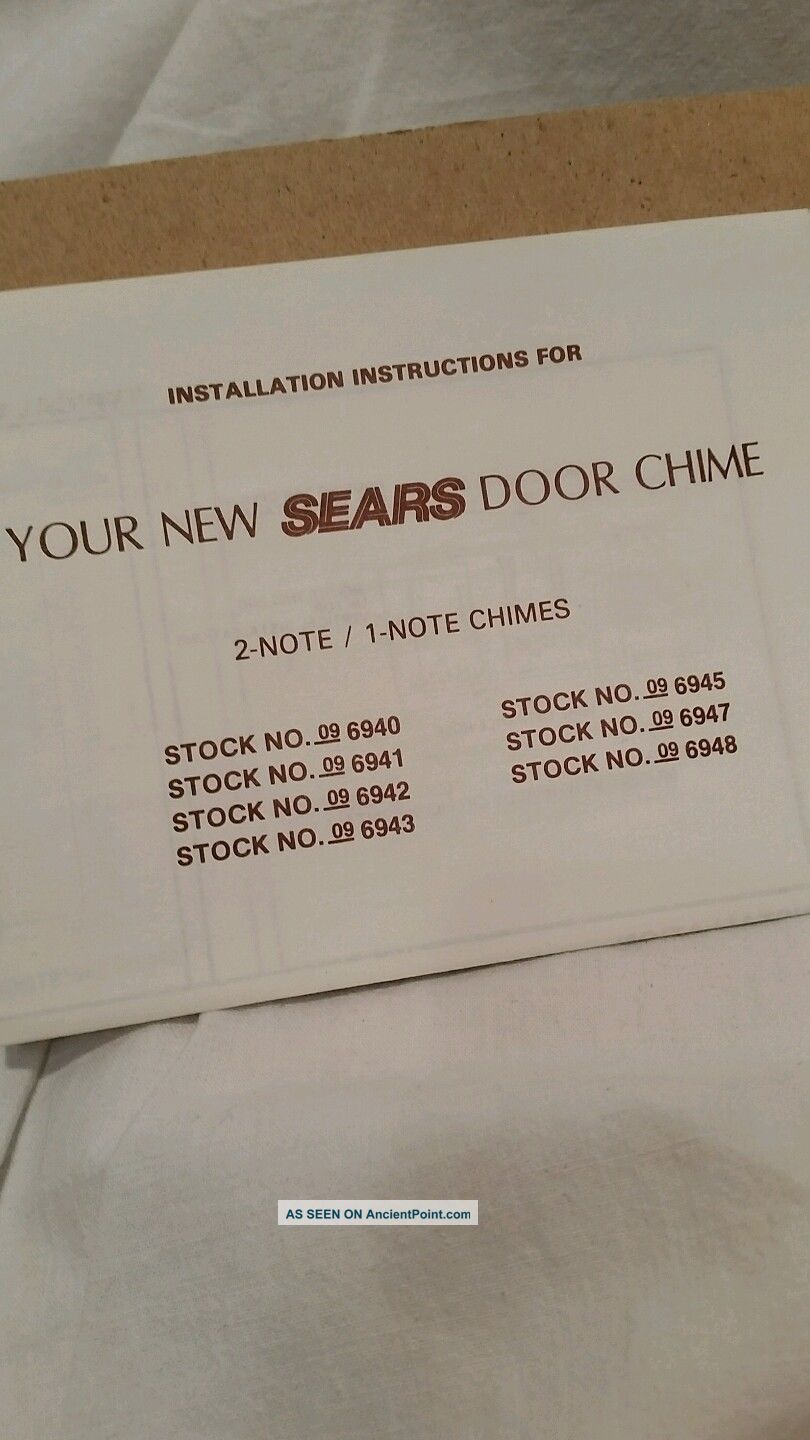 INSTALLATION INSTRUCTIONS FOR
YOUR NEW SEARS DOOR CHIME
2-NOTE / 1-NOTE CHIMES
STOCK NO. 09 6940
STOCK NO. 09 6941
STOCK NO. 09 6942
STOCK NO. 09 6943
STOCK NO. 09 6945
STOCK NO. 09 6947
STOCK NO. 09 6948
AS SEEN ON AncientPoint.com